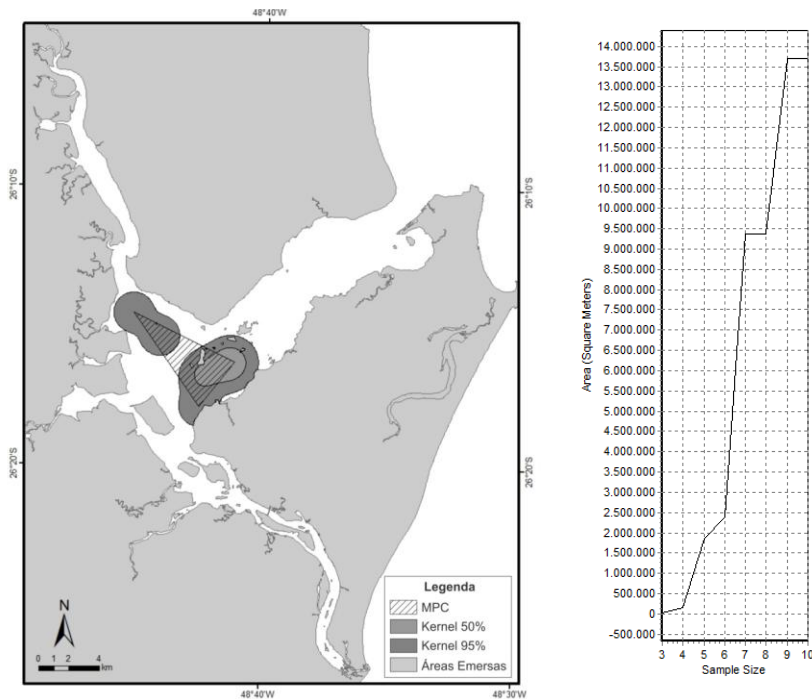 48°40'W
26°10'S
26°10'S
26°20'S
26°20'S
N
0 1 2 4
km
Legenda
MPC
Kernel 50%
Kernel 95%
Áreas Emersas
48°40'W
48°30'W
14.000.000
13.500.000
13.000.000
12.500.000
12.000.000
11.500.000
11.000.000
10.500.000
10.000.000
9.500.000
9.000.000
8.500.000
8.000.000
7.500.000
7.000.000
6.500.000
6.000.000
5.500.000
5.000.000
4.500.000
4.000.000
3.500.000
3.000.000
2.500.000
2.000.000
1.500.000
1.000.000
500.000
0
-500.000
Area (Square Meters)
3 4 5 6 7 8 9 10
Sample Size